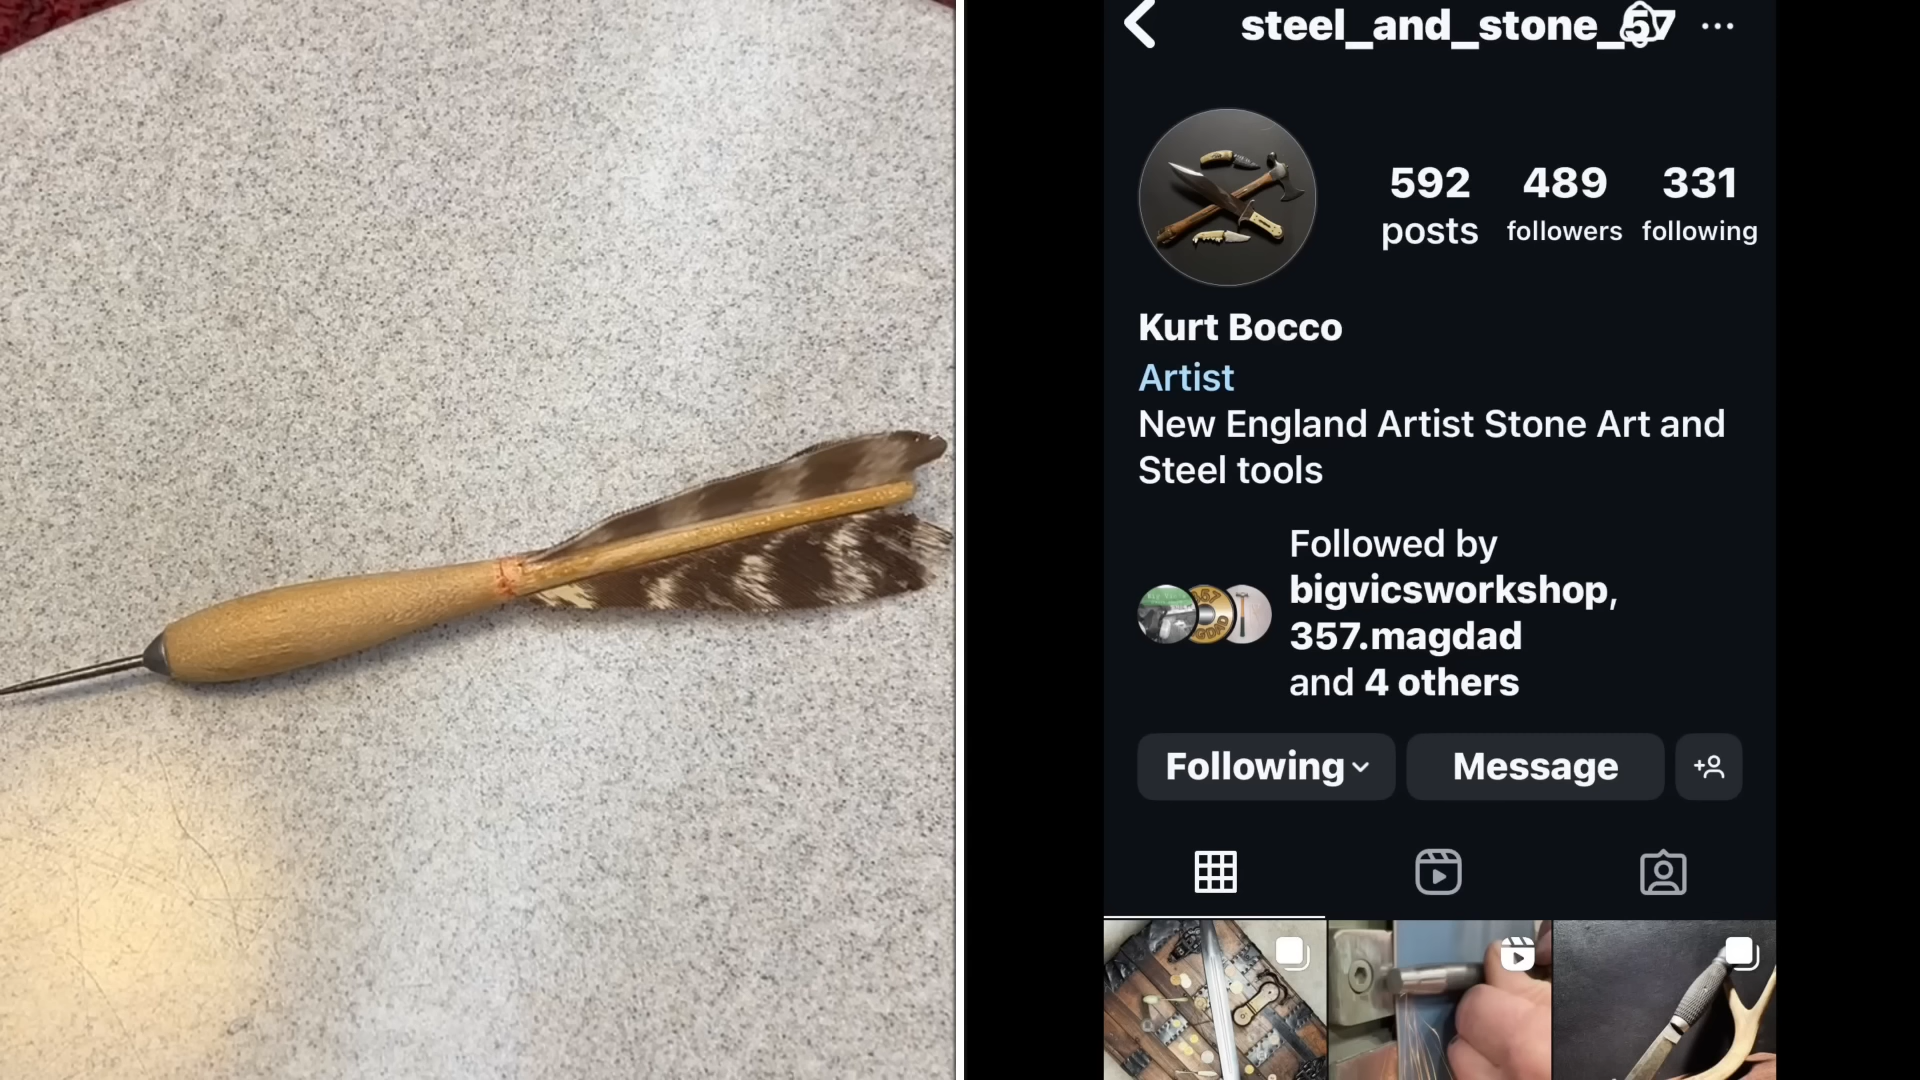 steel_and_stone_57
592
posts
489
followers
331
following
Kurt Bocco
Artist
New England Artist Stone Art and
Steel tools
Followed by
bigvicsworkshop,
357.magdad
and 4 others
Following
Message